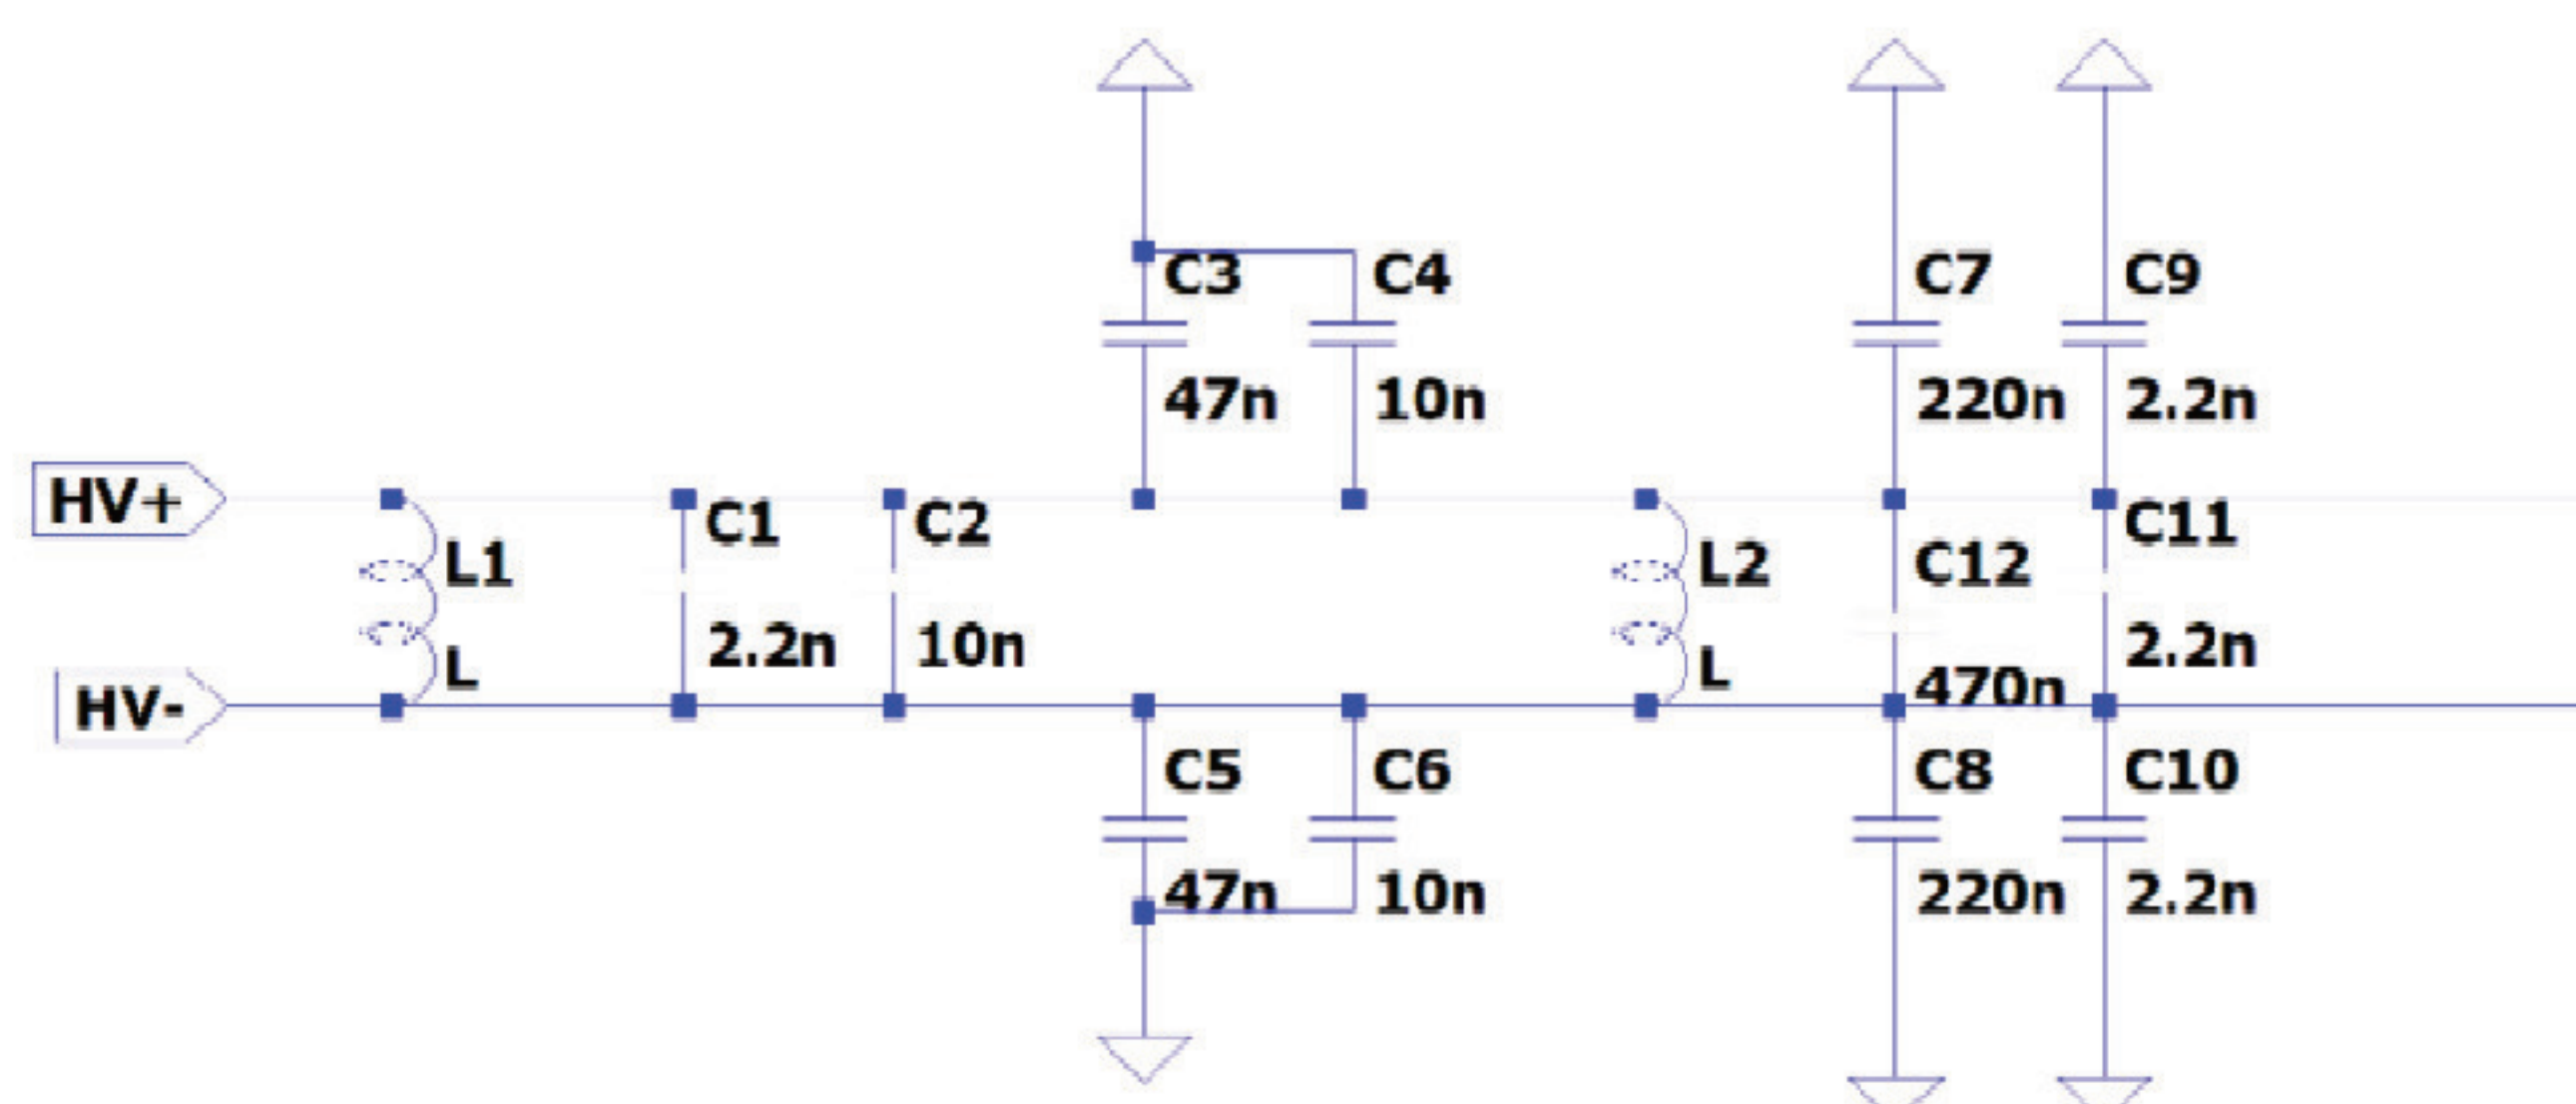 C3
C4
C7
C9
47n
10n
220n
2.2n
HV+
C1
C2
C11
L1
L2
C12
2.2n
10n
2.2n
L
L
470n
HV-
C5
C6
C8
C10
47n
10n
220n
2.2n